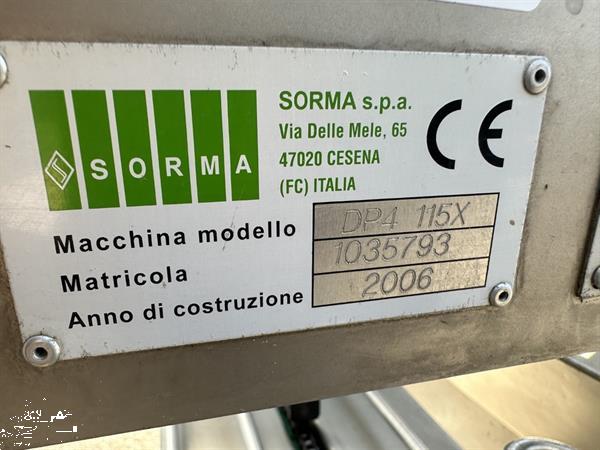 SORMA
SORMA s.p.a.
Via Delle Mele, 65
47020 CESENA
(FC) ITALIA
CE
Macchina modello DP4 115X
Matricola 1035793
Anno di costruzione 2006